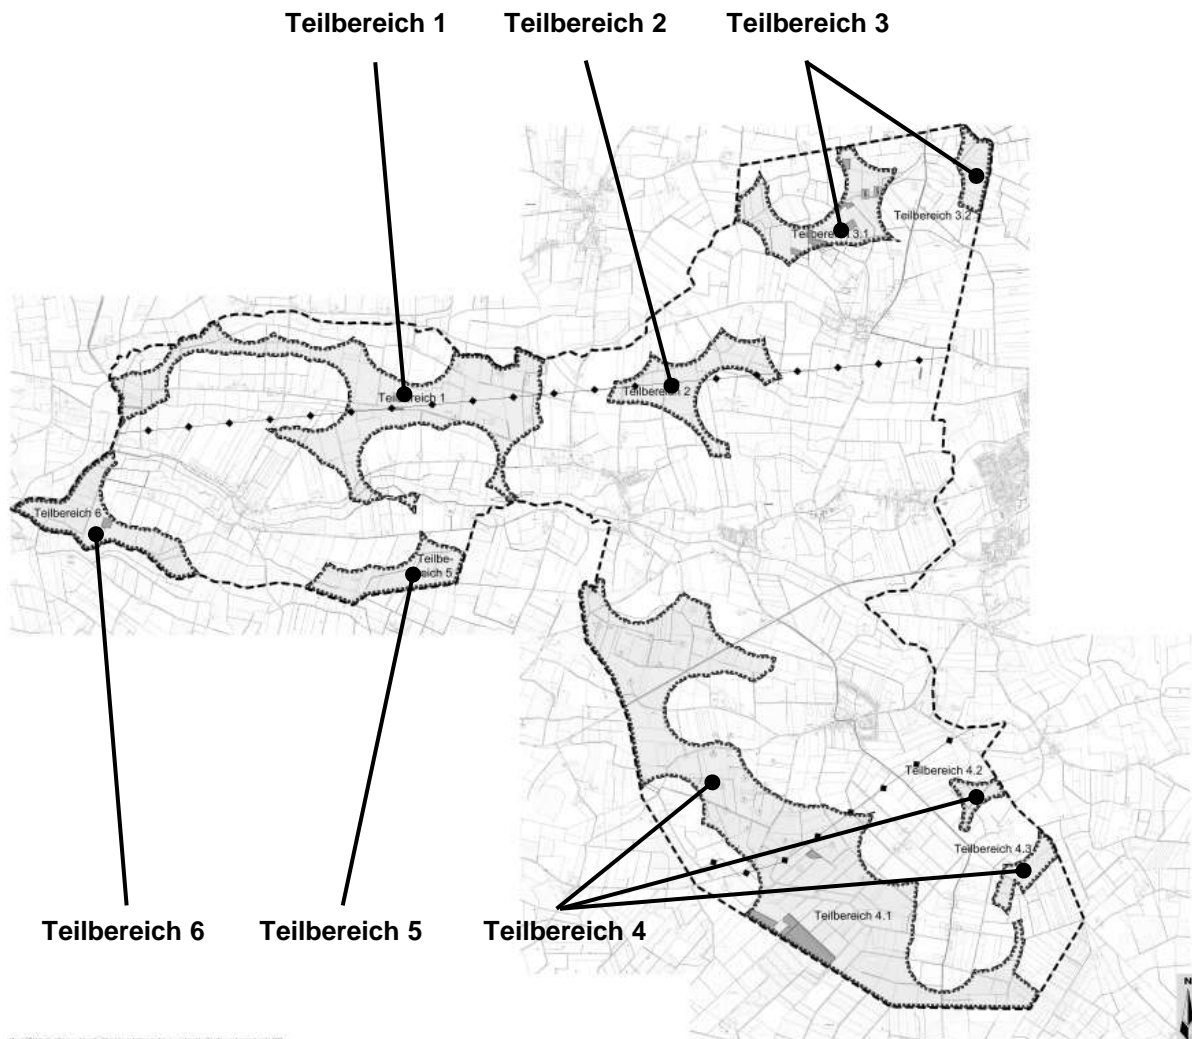 Teilbereich 1 Teilbereich 2 Teilbereich 3
Teilbereich 3.2
Teilbereich 3.1
Teilbereich 2
Teilbereich 1
Teilbereich 6
Teilbe-
reich 5
Teilbereich 4.2
Teilbereich 4.3
Teilbereich 4.1
Teilbereich 6 Teilbereich 5 Teilbereich 4
N